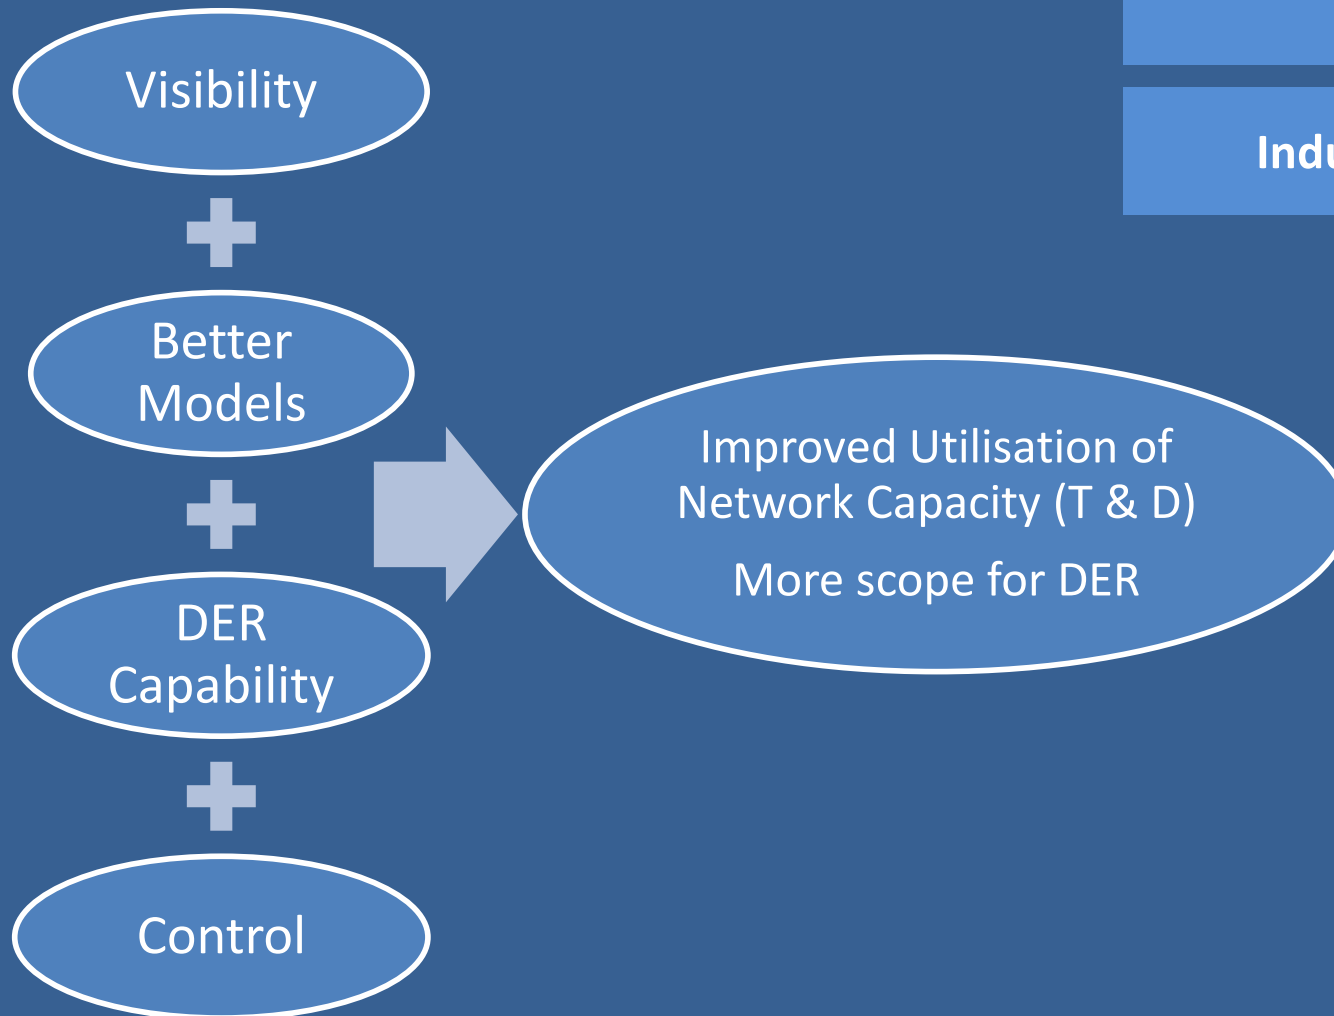 Visibility
Better
Models
DER
Capability
Control
Improved Utilisation of
Network Capacity (T & D)
More scope for DER